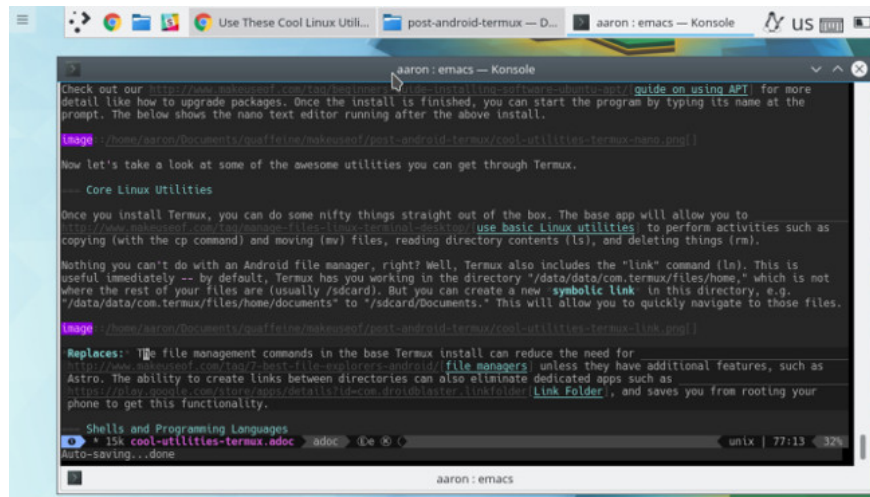 Use These Cool Linux Utili...
post-android-termux — D...
aaron : emacs — Konsole
us
aaron : emacs — Konsole
Check out our http://www.makeuseof.com/tag/beginners-guide-installing-software-ubuntu-apt/[guide on using APT] for more
detail like how to upgrade packages. Once the install is finished, you can start the program by typing its name at the
prompt. The below shows the nano text editor running after the above install.
image::/home/aaron/Documents/quaffeine/makeuseof/post-android-termux/cool-utilities-termux-nano.png[]
Now let's take a look at some of the awesome utilities you can get through Termux.
Core Linux Utilities
Once you install Termux, you can do some nifty things straight out of the box. The base app will allow you to
http://www.makeuseof.com/tag/manage-files-linux-terminal-desktop/[use basic Linux utilities] to perform activities such as
copying (with the cp command) and moving (mv) files, reading directory contents (ls), and deleting things (rm).
Nothing you can't do with an Android file manager, right? Well, Termux also includes the "link" command (ln). This is
useful immediately -- by default, Termux has you working in the directory "/data/data/com.termux/files/home," which is not
where the rest of your files are (usually /sdcard). But you can create a new *symbolic link* in this directory, e.g.
"/data/data/com.termux/files/home/documents" to "/sdcard/Documents." This will allow you to quickly navigate to those files.
image::/home/aaron/Documents/quaffeine/makeuseof/post-android-termux/cool-utilities-termux-link.png[]
*Replaces:* The file management commands in the base Termux install can reduce the need for
http://www.makeuseof.com/tag/7-best-file-explorers-android/[file managers] unless they have additional features, such as
Astro. The ability to create links between directories can also eliminate dedicated apps such as
https://play.google.com/store/apps/details?id=com.droidblaster.linkfolder[Link Folder], and saves you from rooting your
phone to get this functionality.
Shells and Programming Languages
* 15k cool-utilities-termux.adoc adoc unix | 77:13 32%
Auto-saving...done
aaron : emacs